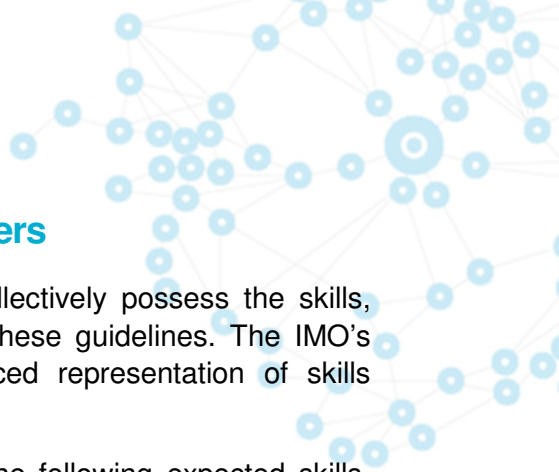 ers
llectively possess the skills,
hese guidelines. The IMO's
ced representation of skills
he following expected skills,